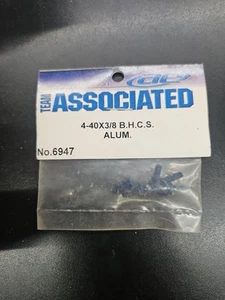 TEAM
ASSOCIATED
4-40X3/8 B.H.C.S.
ALUM.
No.6947